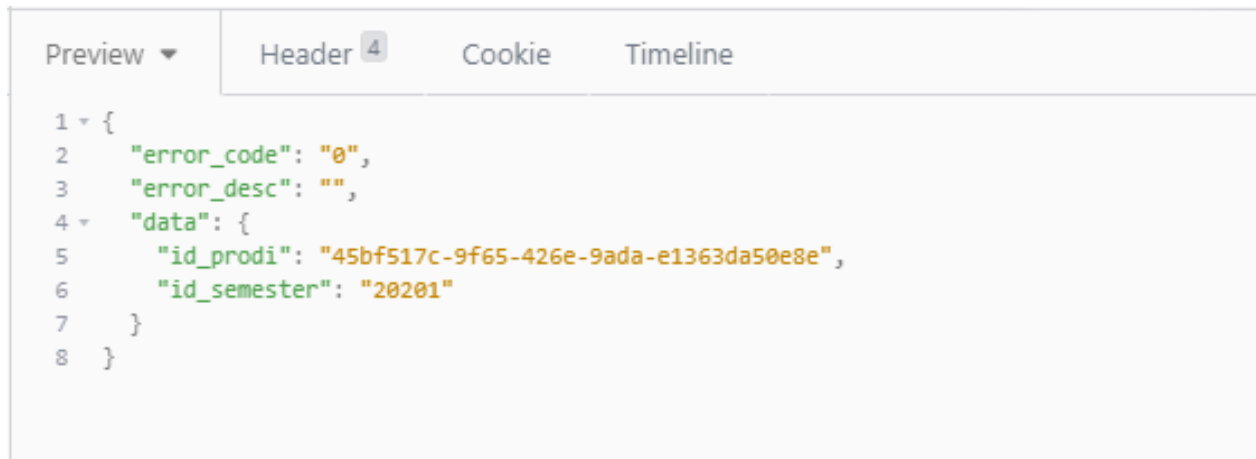 Preview Header 4 Cookie Timeline
1 {
2 "error_code": "0",
3 "error_desc": "",
4 "data": {
5 "id_prodi": "45bf517c-9f65-426e-9ada-e1363da50e8e",
6 "id_semester": "20201"
7 }
8 }